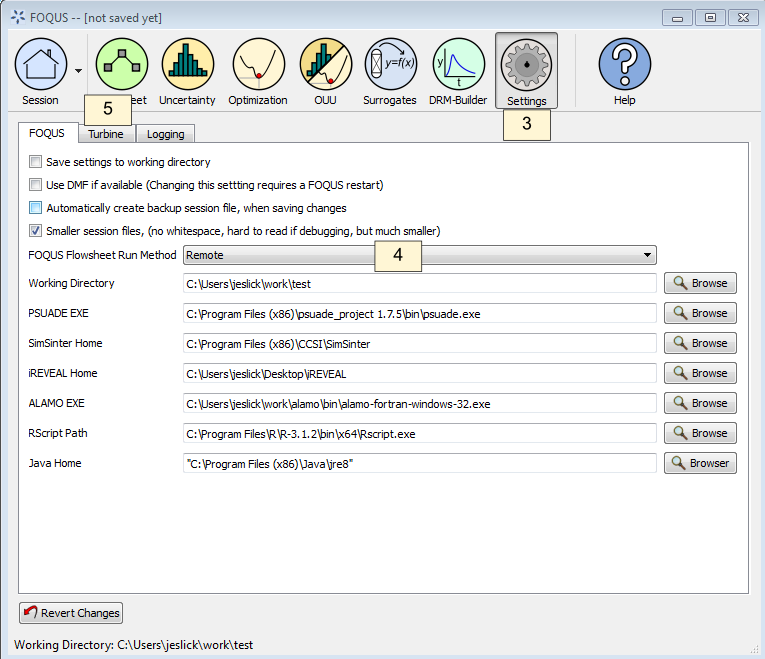 FOQUS -- [not saved yet]
y=f(x)
y
t
Session
eet
Uncertainty
Optimization
OUU
Surrogates
DRM-Builder
Settings
Help
5
3
FOQUS
Turbine
Logging
Save settings to working directory
Use DMF if available (Changing this settting requires a FOQUS restart)
Automatically create backup session file, when saving changes
Smaller session files, (no whitespace, hard to read if debugging, but much smaller)
FOQUS Flowsheet Run Method Remote
4
Working Directory C:\Users\jeslick\work\test Browse
PSUADE EXE C:\Program Files (x86)\psuade_project 1.7.5\bin\psuade.exe Browse
SimSinter Home C:\Program Files (x86)\CCSI\SimSinter Browse
iREVEAL Home C:\Users\jeslick\Desktop\iREVEAL Browse
ALAMO EXE C:\Users\jeslick\work\alamo\bin\alamo-fortran-windows-32.exe Browse
RScript Path C:\Program Files\R\R-3.1.2\bin\x64\Rscript.exe Browse
Java Home "C:\Program Files (x86)\Java\jre8" Browser
Revert Changes
Working Directory: C:\Users\jeslick\work\test